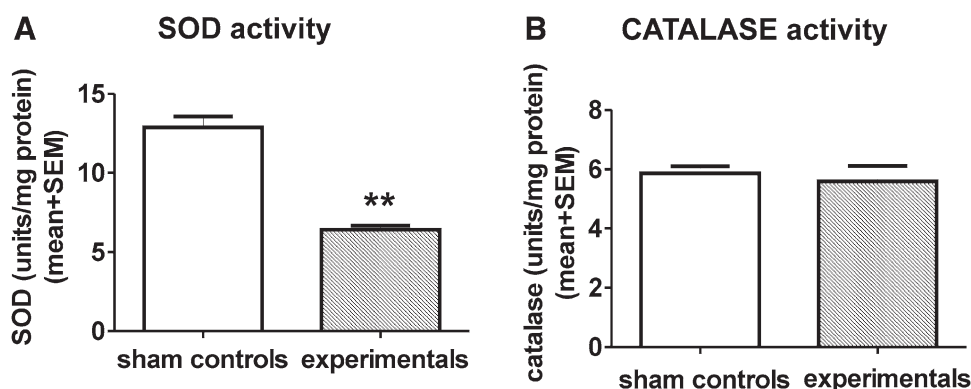 A
SOD activity
SOD (units/mg protein)
(mean+SEM)
15
10
5
0
**
sham controls
experimentals
B
CATALASE activity
catalase (units/mg protein)
(mean+SEM)
8
6
4
2
0
sham controls
experimentals